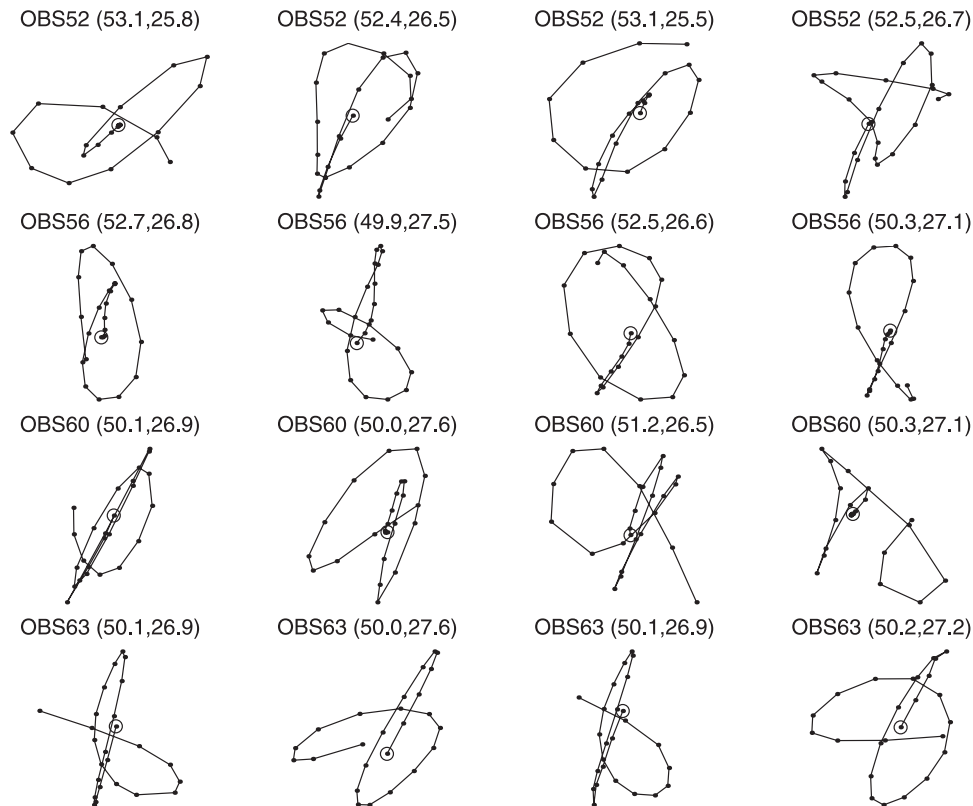 OBS52 (53.1,25.8) OBS52 (52.4,26.5) OBS52 (53.1,25.5) OBS52 (52.5,26.7)
OBS56 (52.7,26.8) OBS56 (49.9,27.5) OBS56 (52.5,26.6) OBS56 (50.3,27.1)
OBS60 (50.1,26.9) OBS60 (50.0,27.6) OBS60 (51.2,26.5) OBS60 (50.3,27.1)
OBS63 (50.1,26.9) OBS63 (50.0,27.6) OBS63 (50.1,26.9) OBS63 (50.2,27.2)